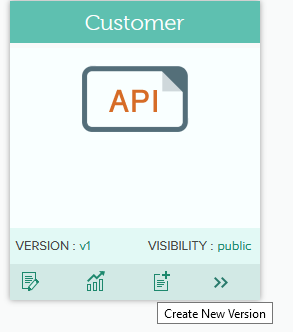 Customer
API
VERSION : v1 VISIBILITY : public
Create New Version